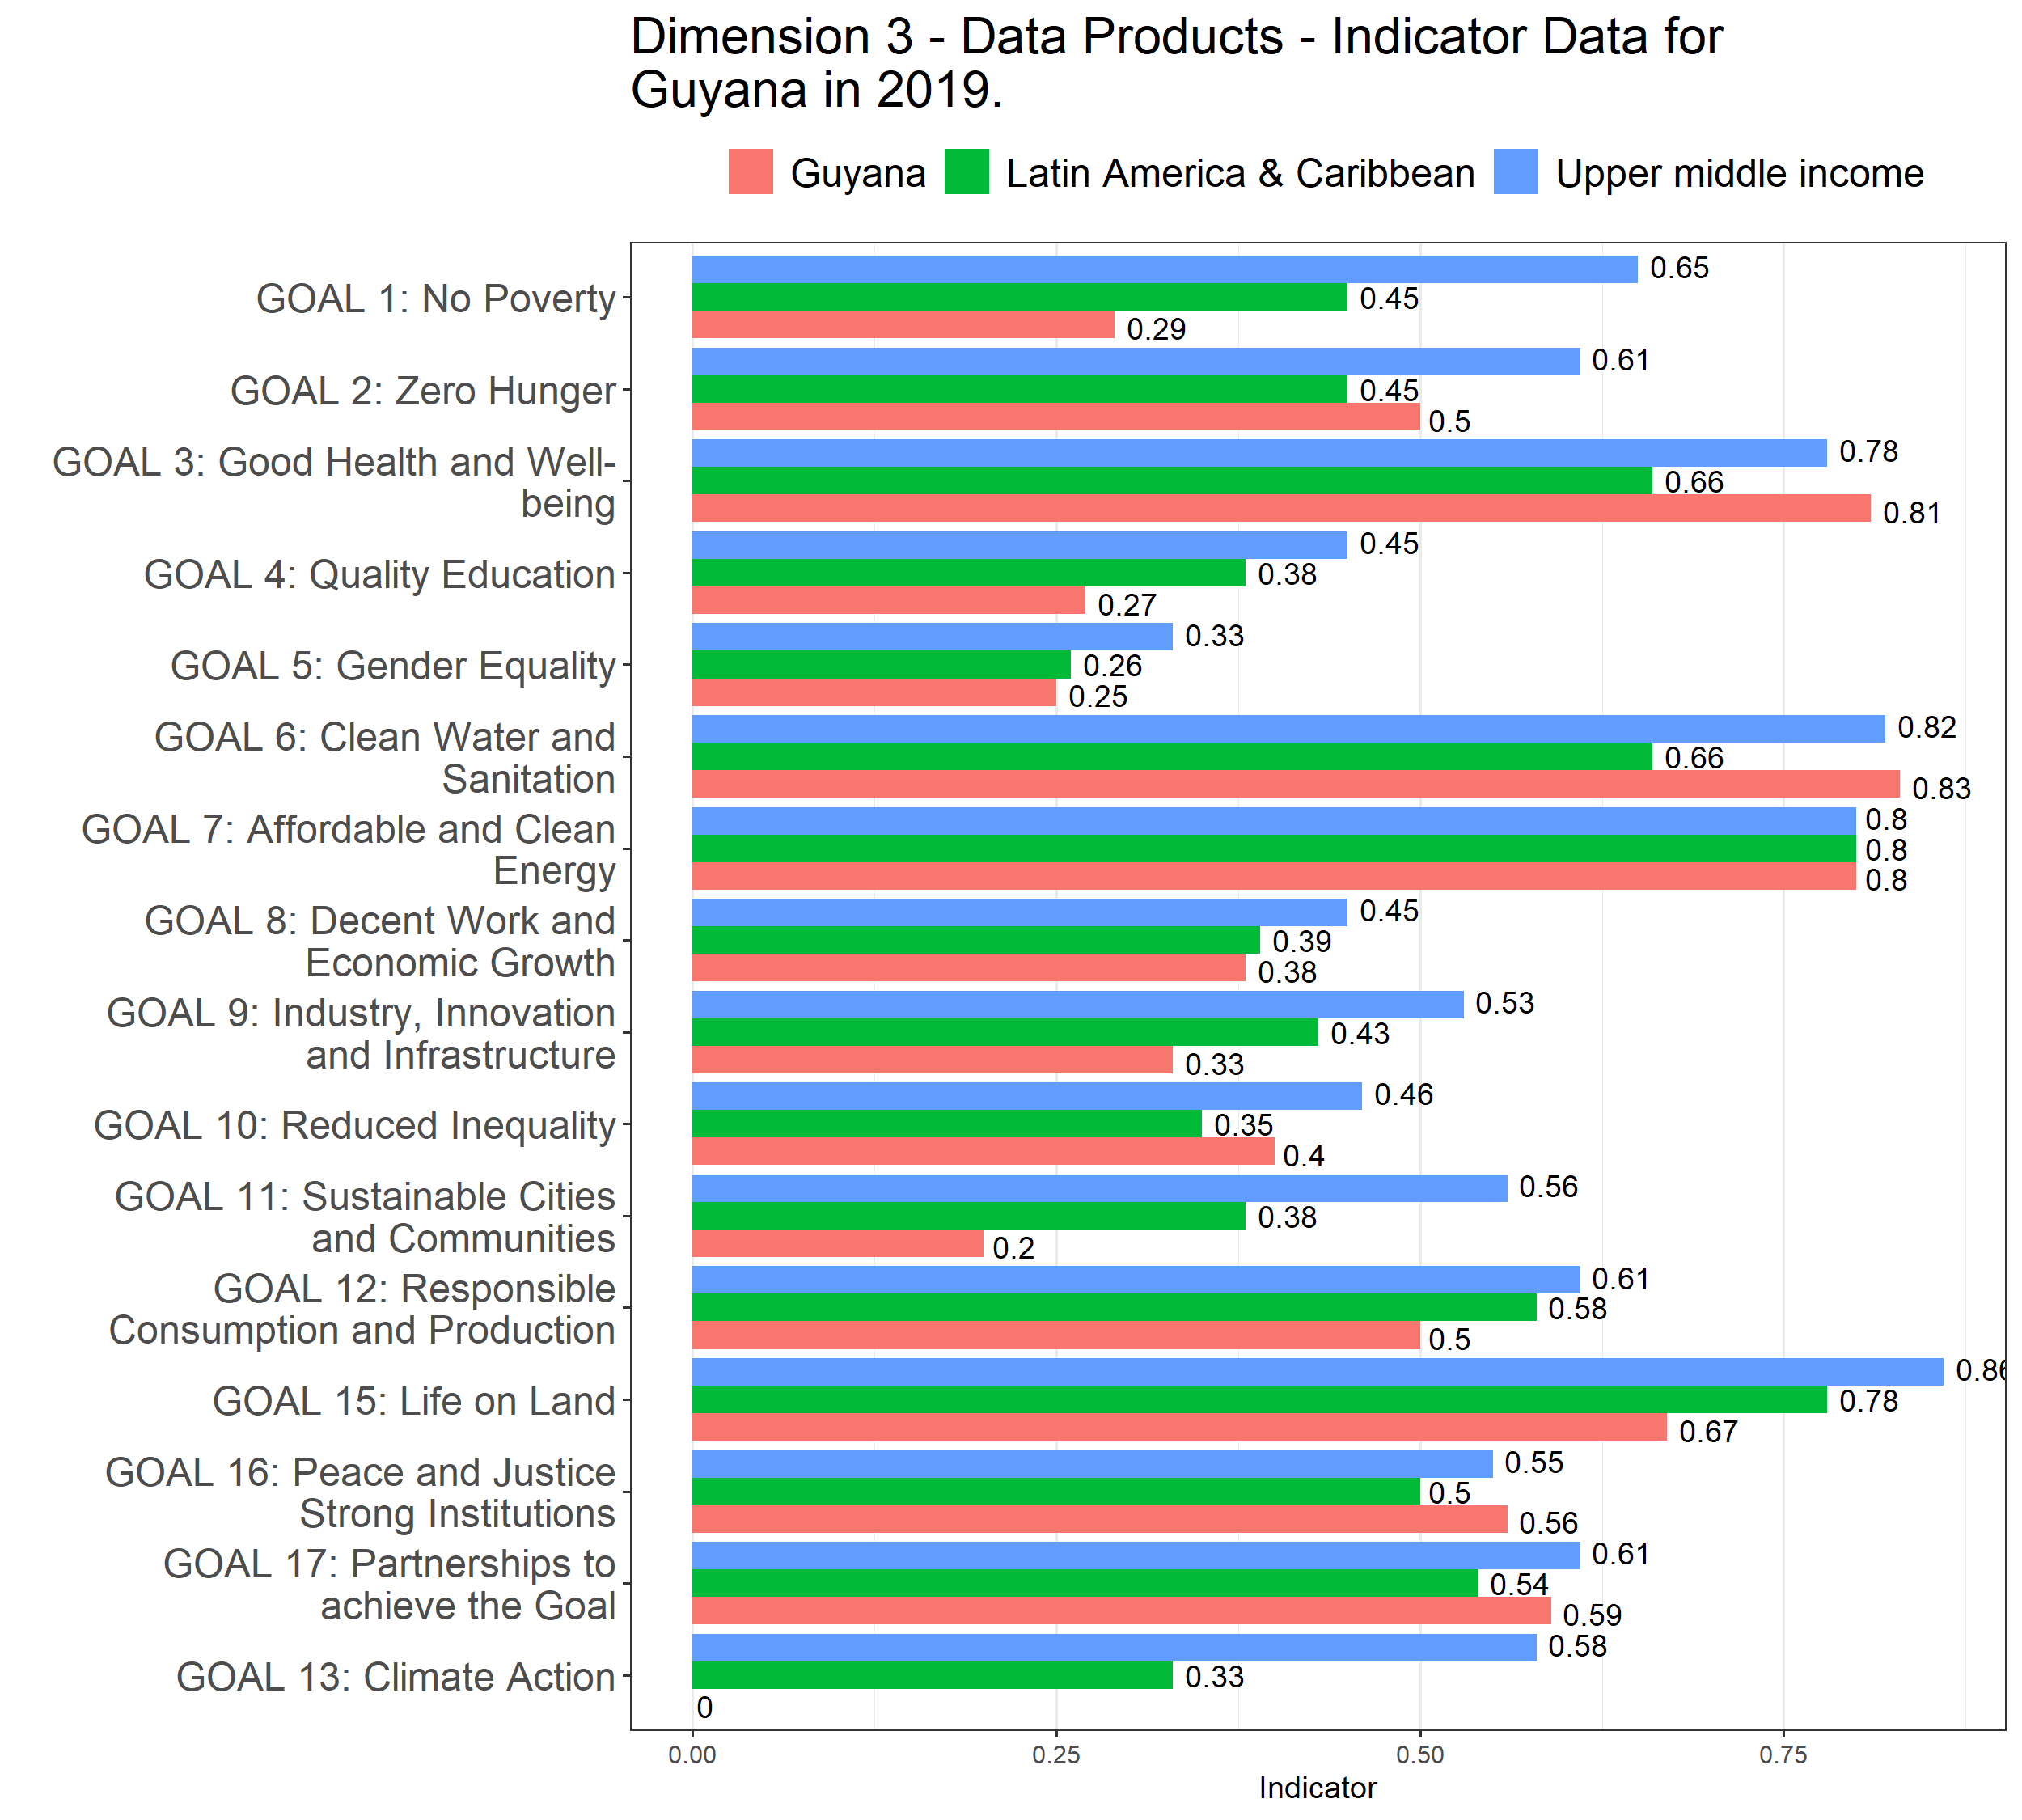 Dimension 3 - Data Products - Indicator Data for
Guyana in 2019.
Guyana
Latin America & Caribbean
Upper middle income
GOAL 1: No Poverty
0.65
0.45
0.29
GOAL 2: Zero Hunger
0.61
0.45
0.5
GOAL 3: Good Health and Well-
being
0.78
0.66
0.81
GOAL 4: Quality Education
0.45
0.38
0.27
GOAL 5: Gender Equality
0.33
0.26
0.25
GOAL 6: Clean Water and
Sanitation
0.82
0.66
0.83
GOAL 7: Affordable and Clean
Energy
0.8
0.8
0.8
GOAL 8: Decent Work and
Economic Growth
0.45
0.39
0.38
GOAL 9: Industry, Innovation
and Infrastructure
0.53
0.43
0.33
GOAL 10: Reduced Inequality
0.46
0.35
0.4
GOAL 11: Sustainable Cities
and Communities
0.56
0.38
0.2
GOAL 12: Responsible
Consumption and Production
0.61
0.58
0.5
GOAL 15: Life on Land
0.86
0.78
0.67
GOAL 16: Peace and Justice
Strong Institutions
0.55
0.5
0.56
GOAL 17: Partnerships to
achieve the Goal
0.61
0.54
0.59
GOAL 13: Climate Action
0.58
0.33
0
0.00
0.25
0.50
0.75
Indicator